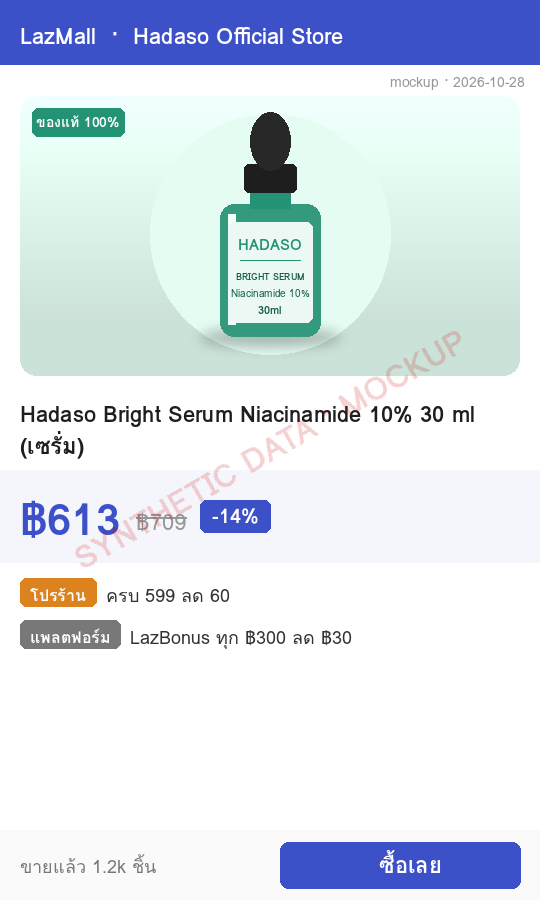 LazMall · Hadaso Official Store
mockup · 2026-10-28
ของแท้ 100%
HADASO
BRIGHT SERUM
Niacinamide 10%
30ml
SYNTHETIC DATA · MOCKUP
Hadaso Bright Serum Niacinamide 10% 30 ml
(เซรั่ม)
฿613 ฿709 -14%
โปรร้าน ครบ 599 ลด 60
แพลตฟอร์ม LazBonus ทุก ฿300 ลด ฿30
ขายแล้ว 1.2k ชิ้น
ซื้อเลย